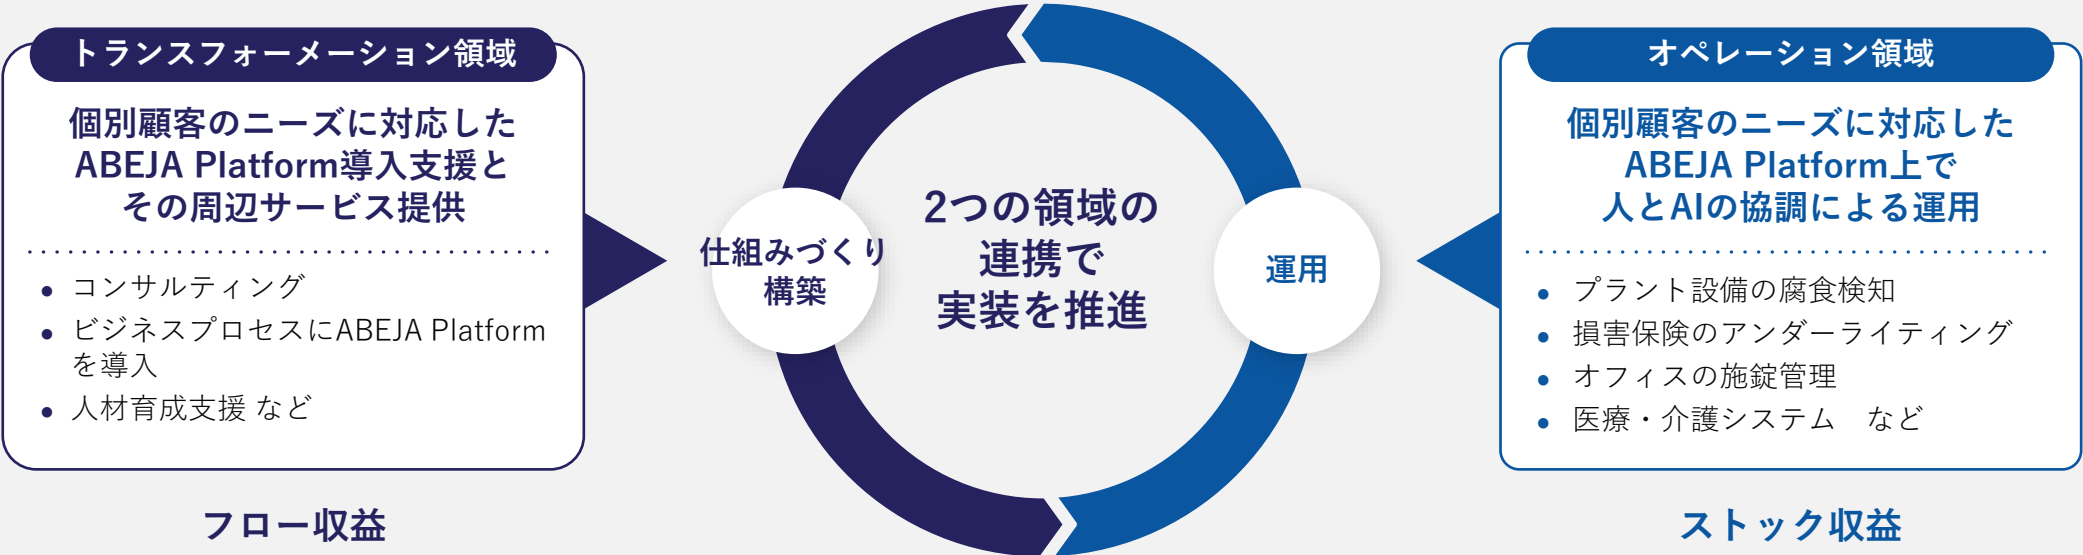 トランスフォーメーション領域
個別顧客のニーズに対応した
ABEJA Platform導入支援と
その周辺サービス提供
● コンサルティング
● ビジネスプロセスにABEJA Platform
を導入
● 人材育成支援 など
フロー収益
仕組みづくり
構築
2つの領域の
連携で
実装を推進
運用
オペレーション領域
個別顧客のニーズに対応した
ABEJA Platform上で
人とAIの協調による運用
● プラント設備の腐食検知
● 損害保険のアンダーライティング
● オフィスの施錠管理
● 医療・介護システム　など
ストック収益